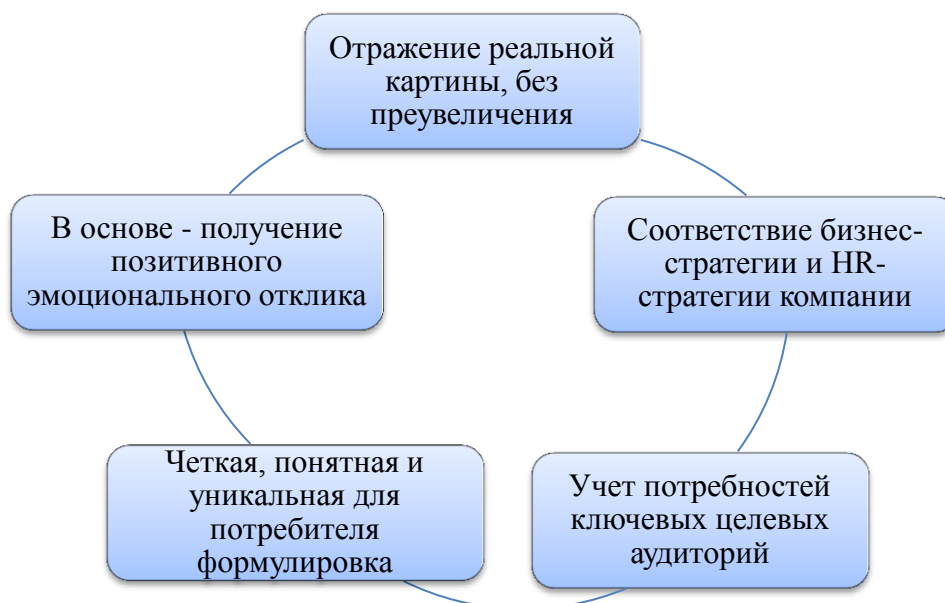 Отражение реальной
картины, без
преувеличения
В основе - получение
позитивного
эмоционального отклика
Соответствие бизнес-
стратегии и HR-
стратегии компании
Четкая, понятная и
уникальная для
потребителя
формулировка
Учет потребностей
ключевых целевых
аудиторий